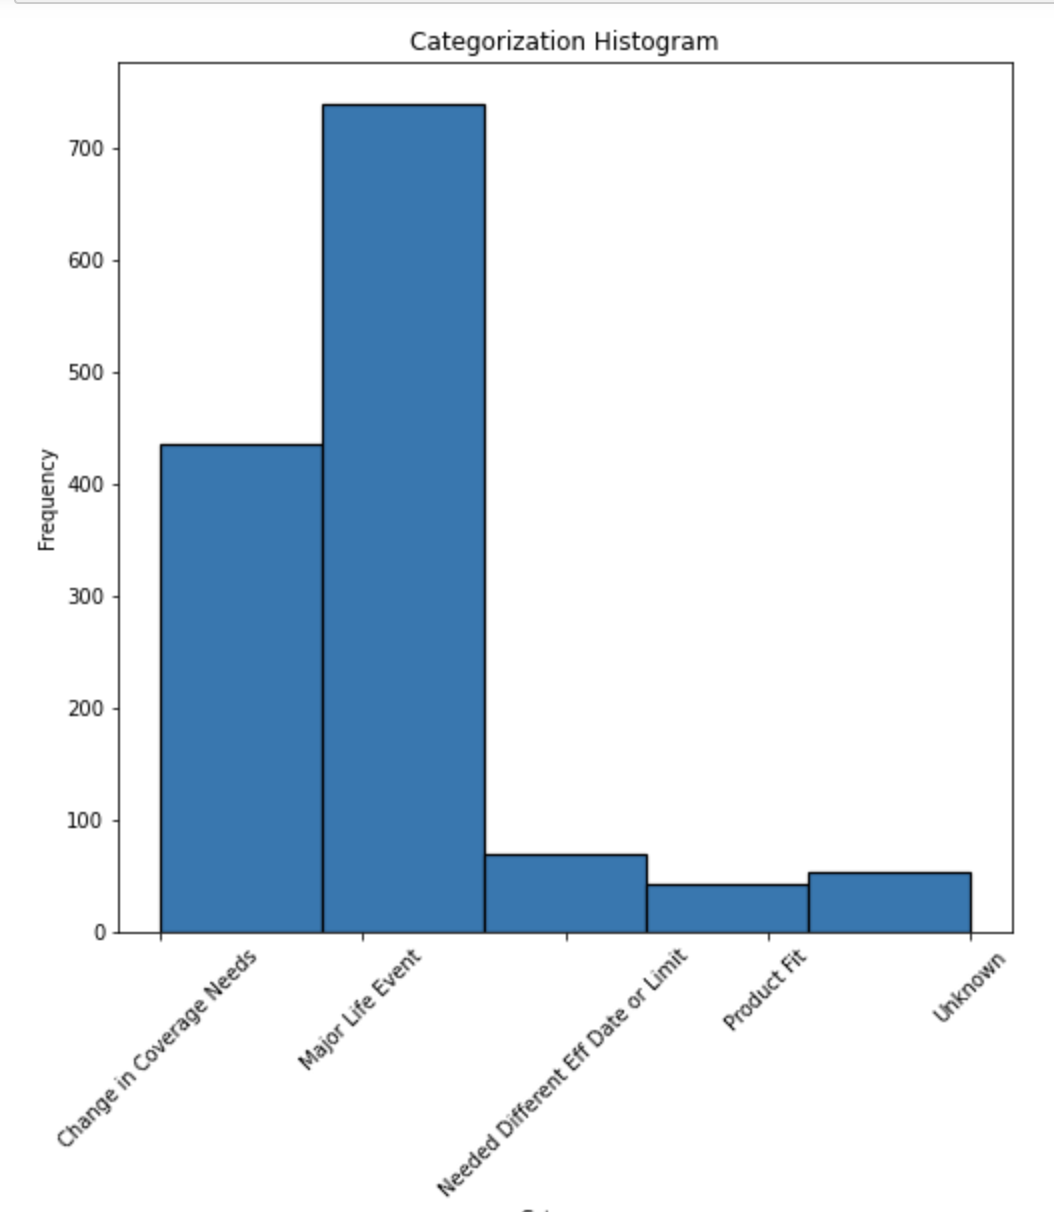 Categorization Histogram
Frequency
700
600
500
400
300
200
100
0
Change in Coverage Needs
Major Life Event
Needed Different Eff Date or Limit
Product Fit
Unknown